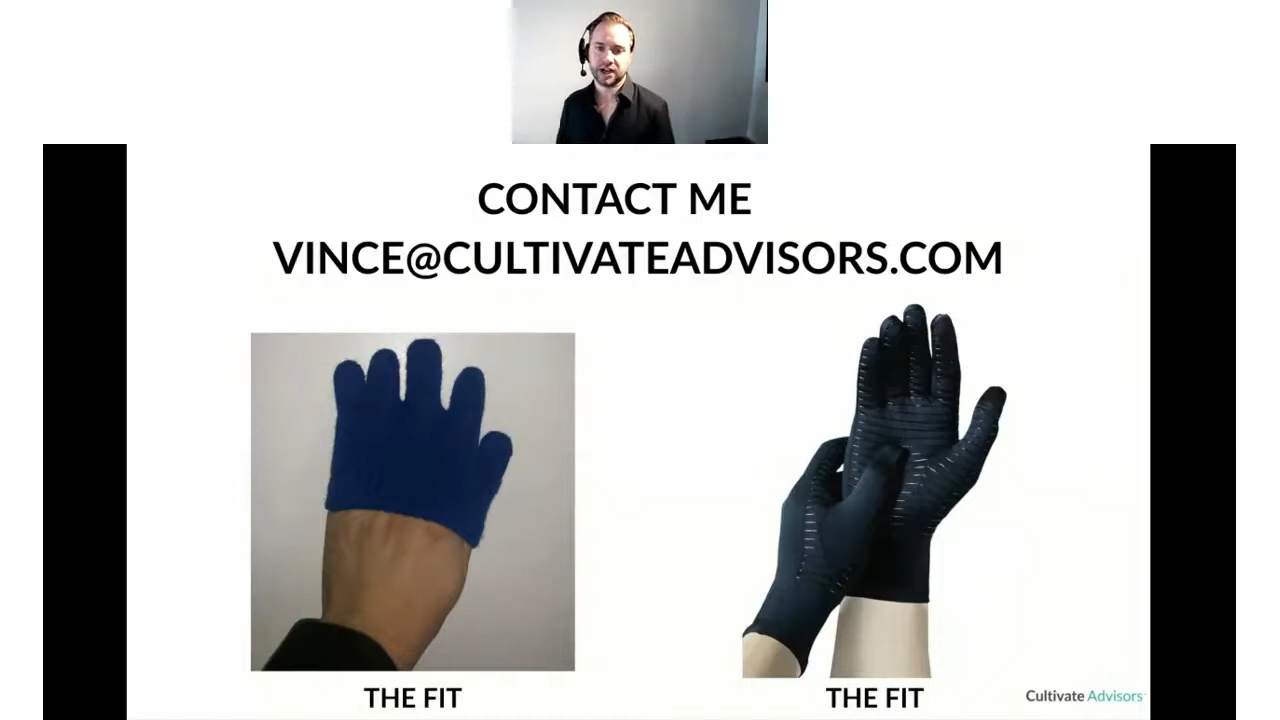 CONTACT ME
VINCE@CULTIVATEADVISORS.COM
THE FIT
THE FIT
Cultivate Advisors